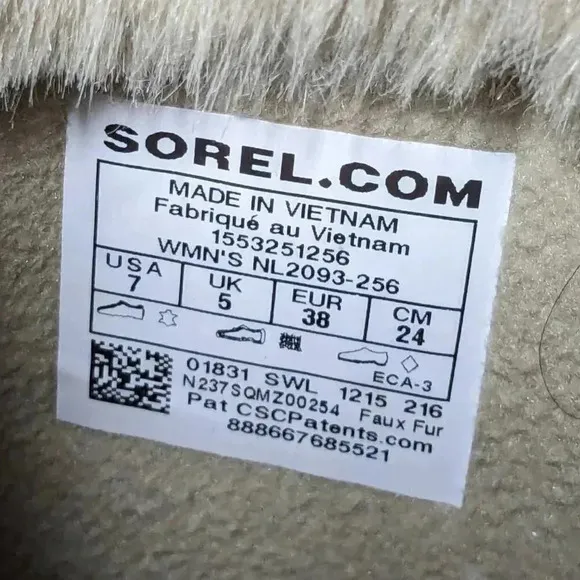 SOREL.COM
MADE IN VIETNAM
Fabriqué au Vietnam
1553251256
WMN'S NL2093-256
USA UK EUR CM
7 5 38 24
ECA-3
01831 SWL 1215 216
N237SQMZ00254 Faux Fur
Pat CSCPatents.com
888667685521